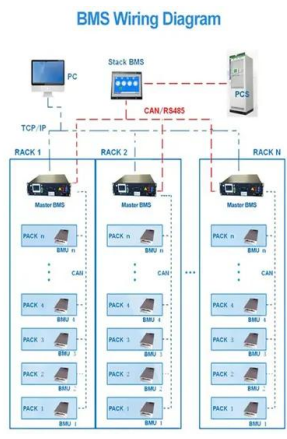 BMS Wiring Diagram
PC
Stack BMS
PCS
CAN/RS485
TCP/IP
RACK 1
RACK 2
RACK N
Master BMS
Master BMS
Master BMS
PACK n
BMU n
PACK n
BMU n
PACK n
BMU n
CAN
CAN
CAN
PACK 4
BMU 4
PACK 4
BMU 4
PACK 4
BMU 4
PACK 3
BMU 3
PACK 3
BMU 3
PACK 3
BMU 3
PACK 2
BMU 2
PACK 2
BMU 2
PACK 2
BMU 2
PACK 1
BMU 1
PACK 1
BMU 1
PACK 1
BMU 1